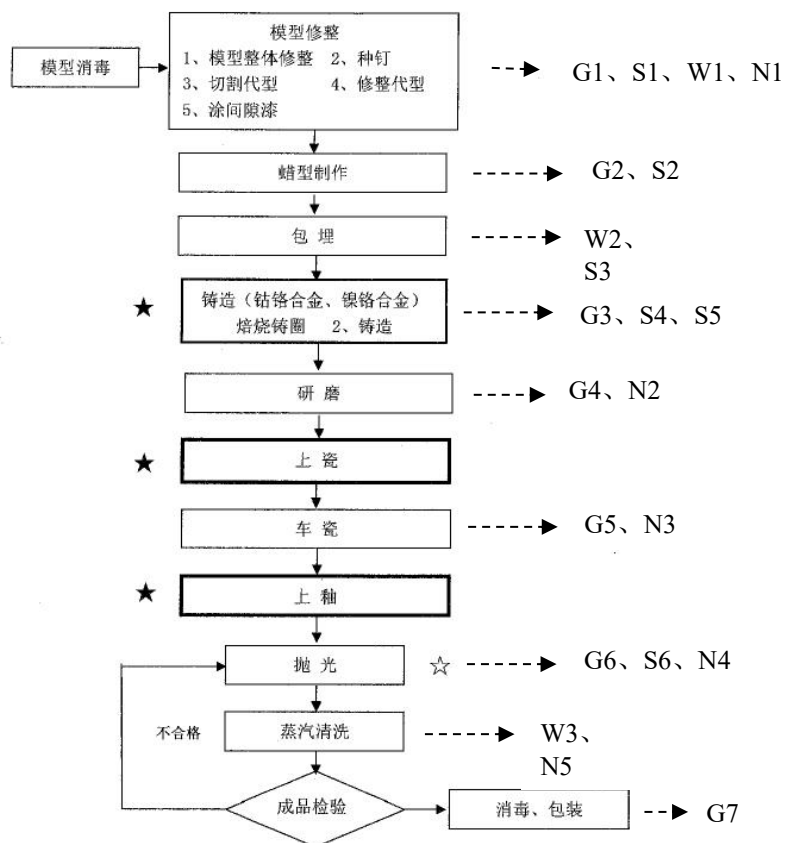 模型消毒
模型修整
1、模型整体修整 2、种钉
3、切割代型 4、修整代型
5、涂间隙漆
G1、S1、W1、N1
蜡型制作
G2、S2
包 埋
W2、
S3
★
铸造（钴铬合金、镍铬合金）
焙烧铸圈 2、铸造
G3、S4、S5
研 磨
G4、N2
★
上 瓷
车 瓷
G5、N3
★
上 釉
抛 光
☆
G6、S6、N4
不合格
蒸汽清洗
W3、
N5
成品检验
消毒、包装
G7